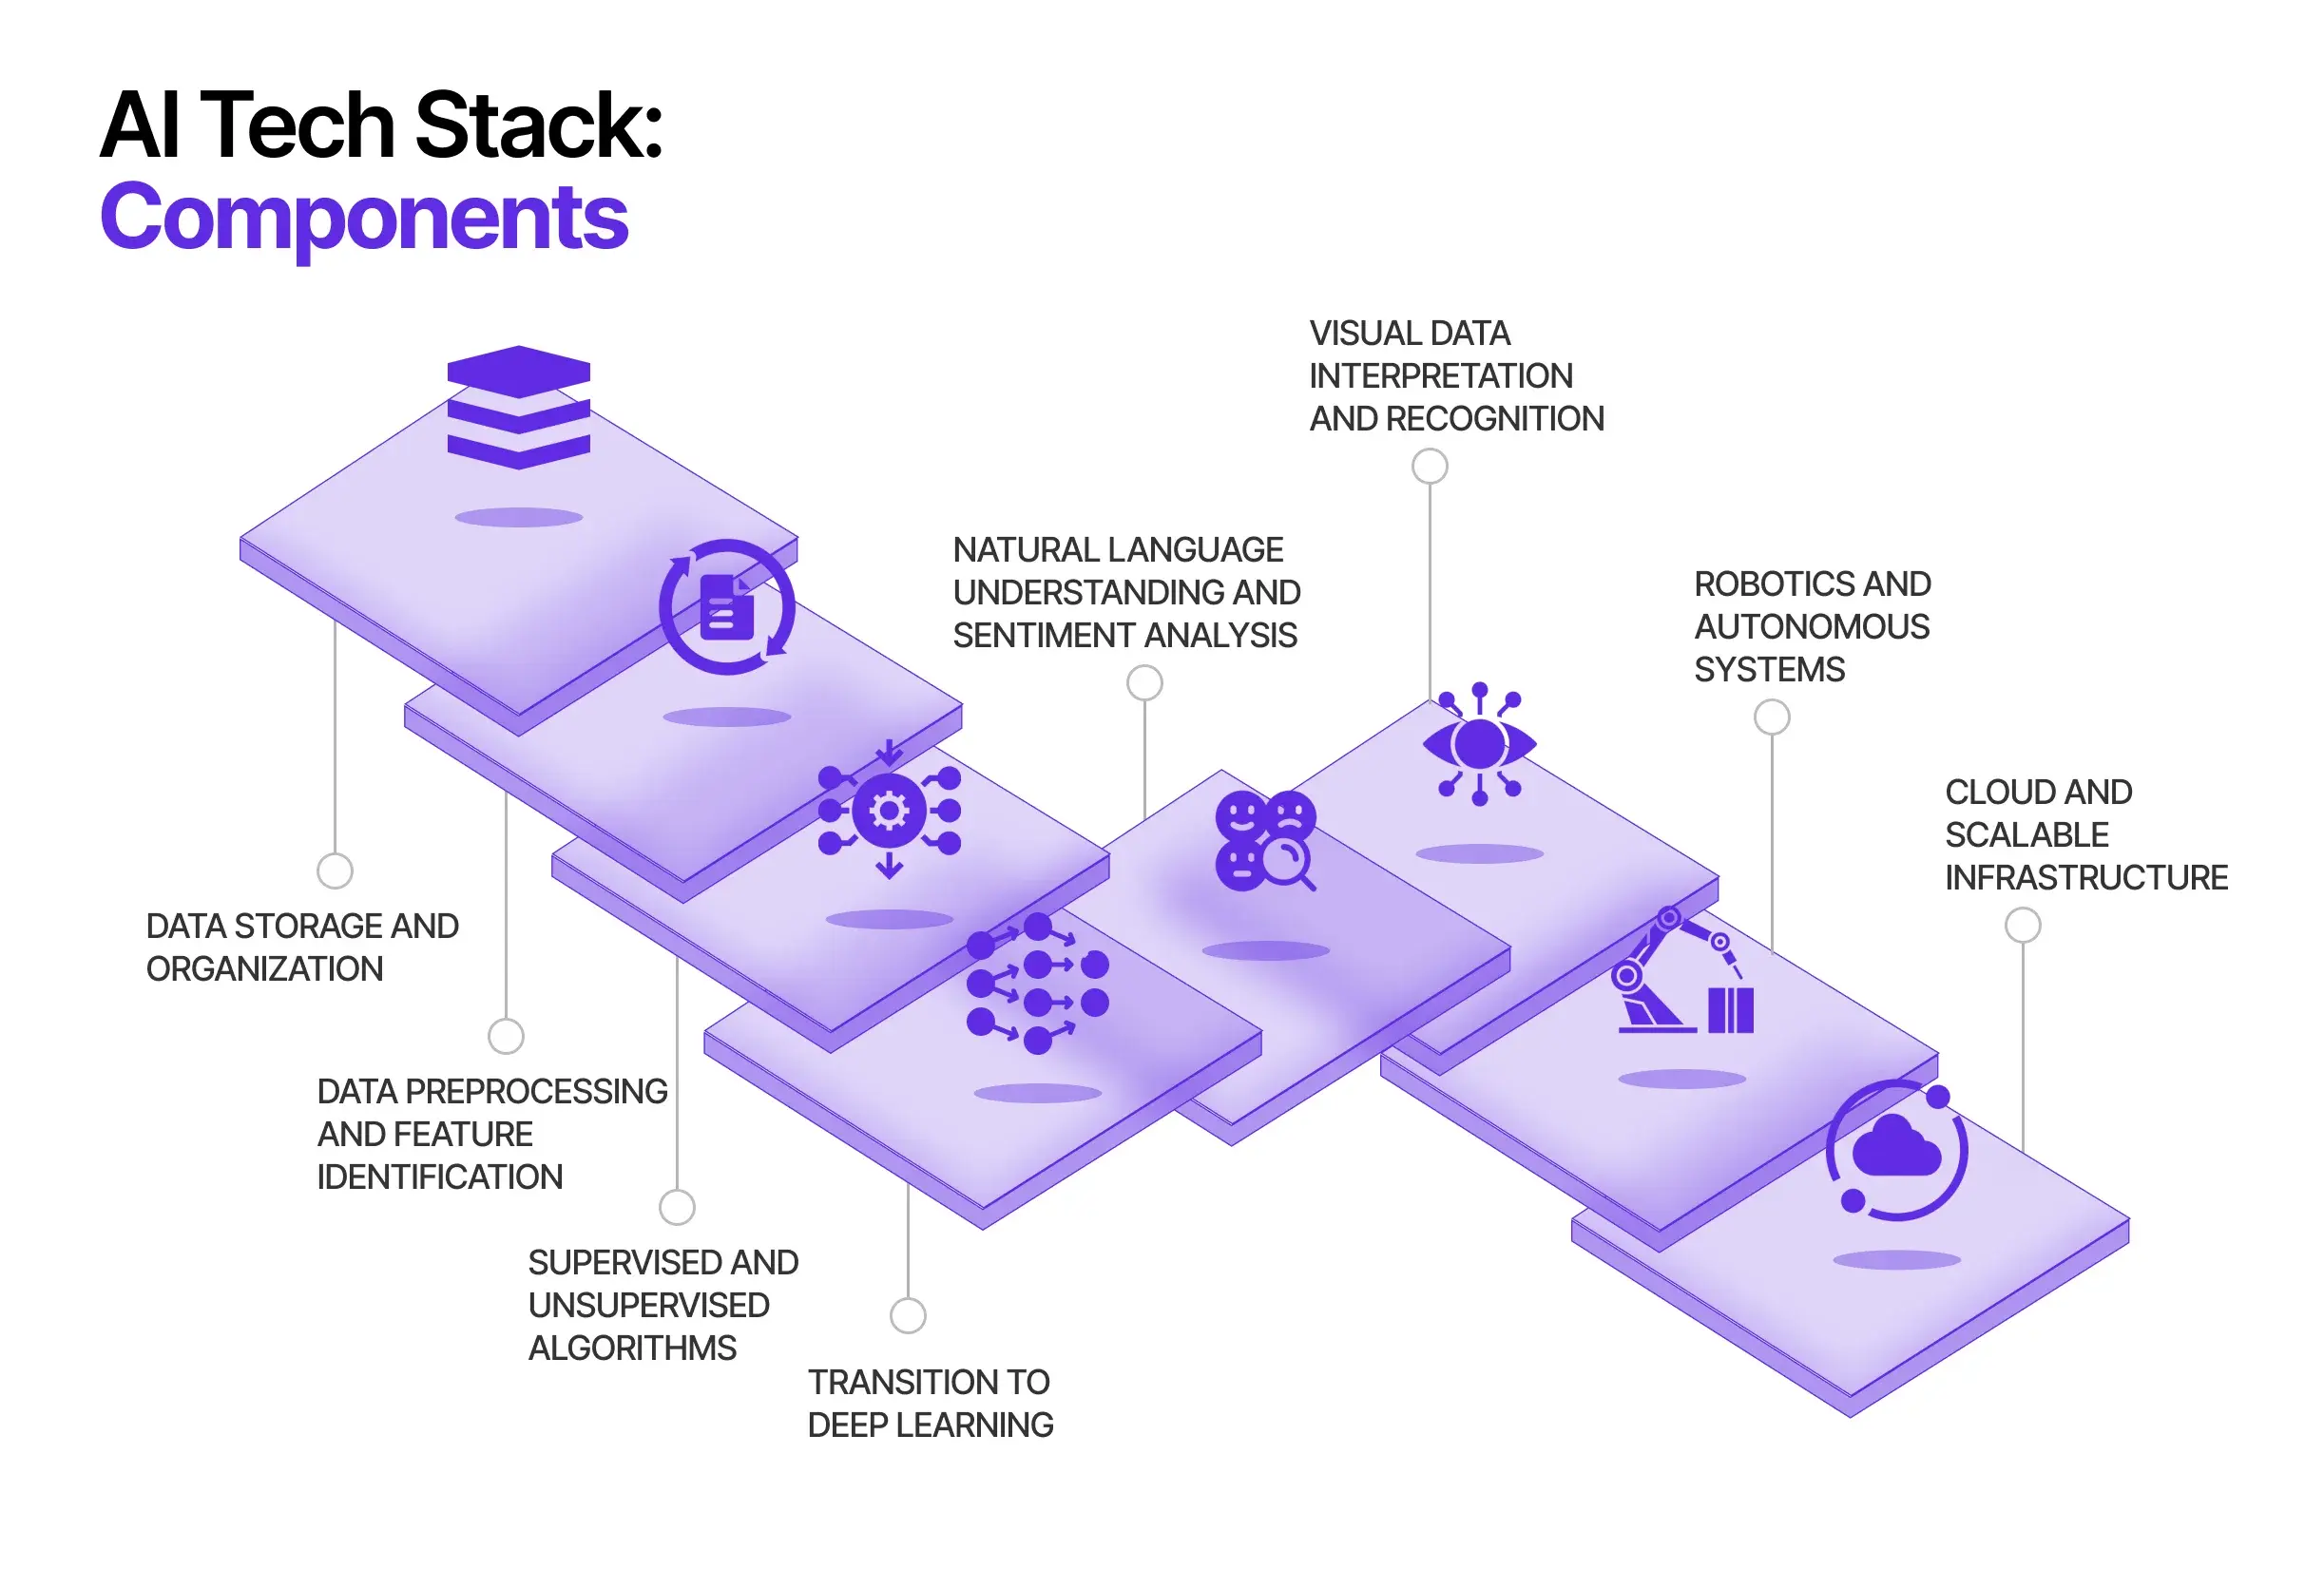 AI Tech Stack:
Components
DATA STORAGE AND
ORGANIZATION
DATA PREPROCESSING
AND FEATURE
IDENTIFICATION
SUPERVISED AND
UNSUPERVISED
ALGORITHMS
TRANSITION TO
DEEP LEARNING
NATURAL LANGUAGE
UNDERSTANDING AND
SENTIMENT ANALYSIS
VISUAL DATA
INTERPRETATION
AND RECOGNITION
ROBOTICS AND
AUTONOMOUS
SYSTEMS
CLOUD AND
SCALABLE
INFRASTRUCTURE